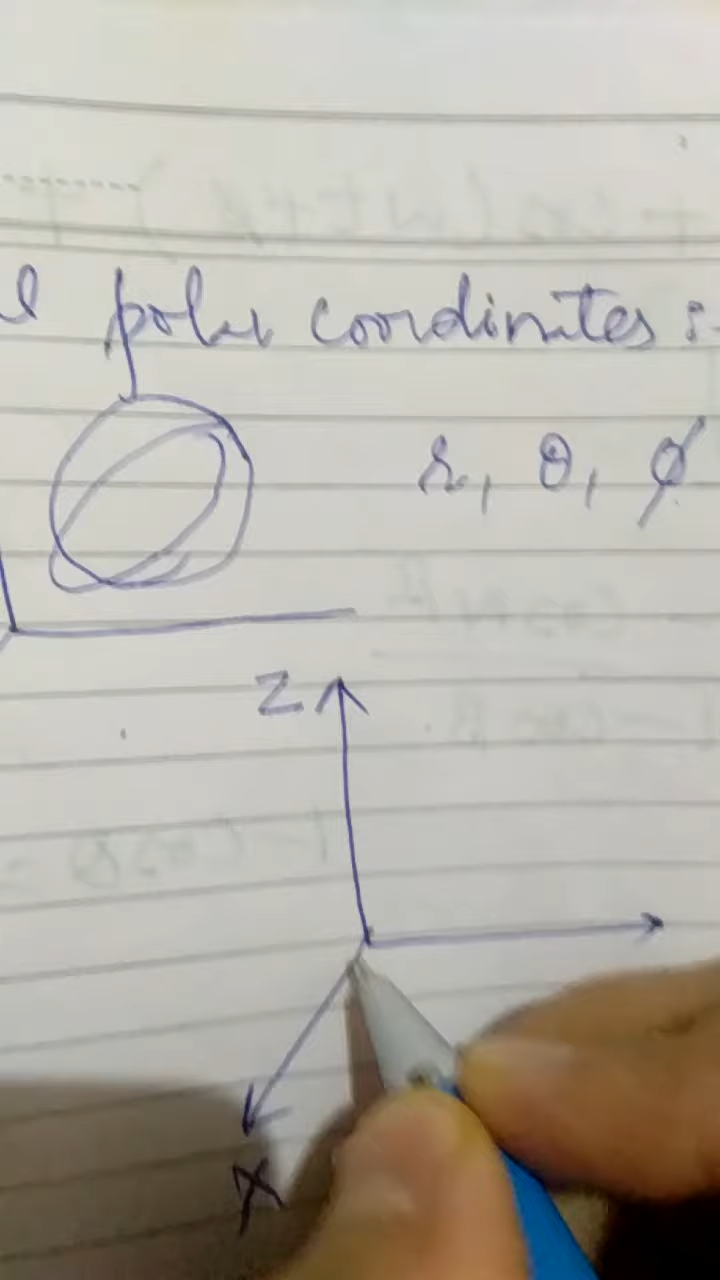 l polar coordinates :-
r, θ, φ
Z
X